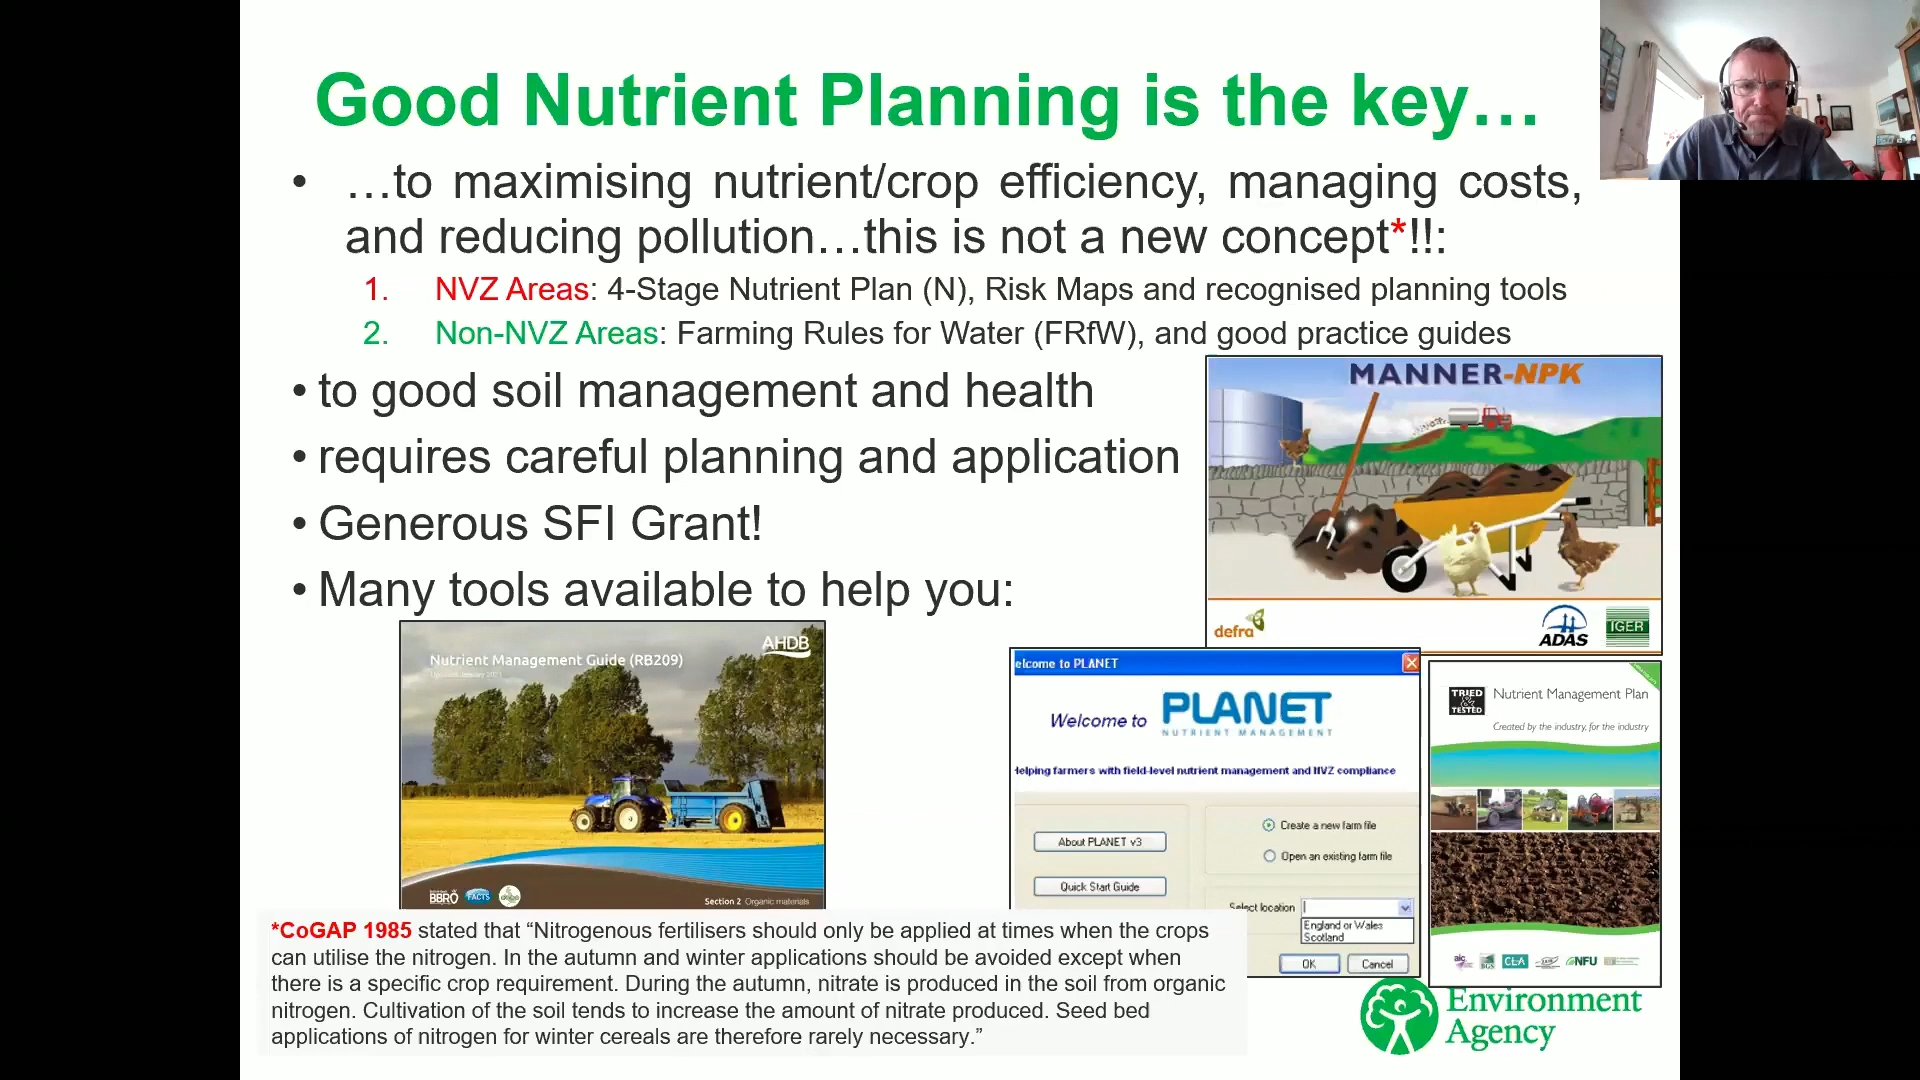 Good Nutrient Planning is the key…
• …to maximising nutrient/crop efficiency, managing costs,
and reducing pollution…this is not a new concept*!!:
1. NVZ Areas: 4-Stage Nutrient Plan (N), Risk Maps and recognised planning tools
2. Non-NVZ Areas: Farming Rules for Water (FRfW), and good practice guides
• to good soil management and health
• requires careful planning and application
• Generous SFI Grant!
• Many tools available to help you:
MANNER-NPK
defra
ADAS
IGER
AHDB
Nutrient Management Guide (RB209)
BBRO
FACTS
Section 2 Organic materials
elcome to PLANET
Welcome to PLANET
NUTRIENT MANAGEMENT
Helping farmers with field-level nutrient management and NVZ compliance
About PLANET v3
Quick Start Guide
Create a new farm file
Open an existing farm file
Select location
England or Wales
Scotland
OK
Cancel
TRIED & TESTED
Nutrient Management Plan
Created by the industry, for the industry
aic
CLA
NFU
*CoGAP 1985 stated that “Nitrogenous fertilisers should only be applied at times when the crops
can utilise the nitrogen. In the autumn and winter applications should be avoided except when
there is a specific crop requirement. During the autumn, nitrate is produced in the soil from organic
nitrogen. Cultivation of the soil tends to increase the amount of nitrate produced. Seed bed
applications of nitrogen for winter cereals are therefore rarely necessary.”
Environment
Agency